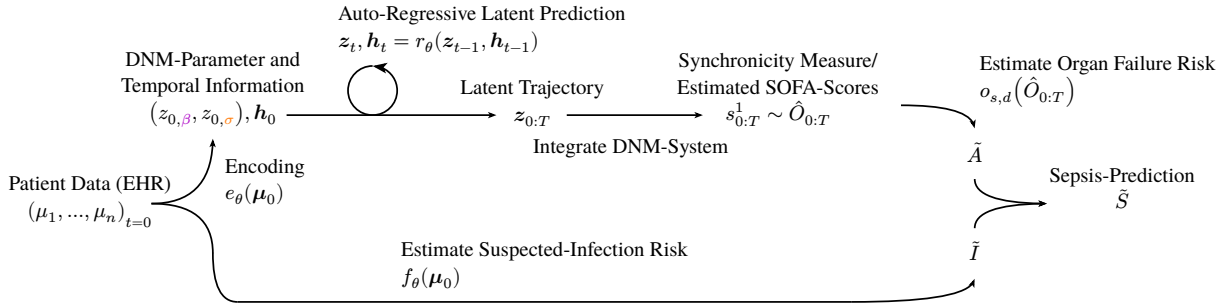 Auto-Regressive Latent Prediction
z_t, h_t = r_θ(z_{t−1}, h_{t−1})
DNM-Parameter and
Temporal Information
(z_{0,β}, z_{0,σ}), h_0
Latent Trajectory
z_{0:T}
Integrate DNM-System
Synchronicity Measure/
Estimated SOFA-Scores
s^1_{0:T} ∼ Ô_{0:T}
Estimate Organ Failure Risk
o_{s,d}(Ô_{0:T})
Ã
Encoding
e_θ(μ_0)
Patient Data (EHR)
(μ_1, ..., μ_n)_{t=0}
Sepsis-Prediction
S̃
Estimate Suspected-Infection Risk
f_θ(μ_0)
Ĩ